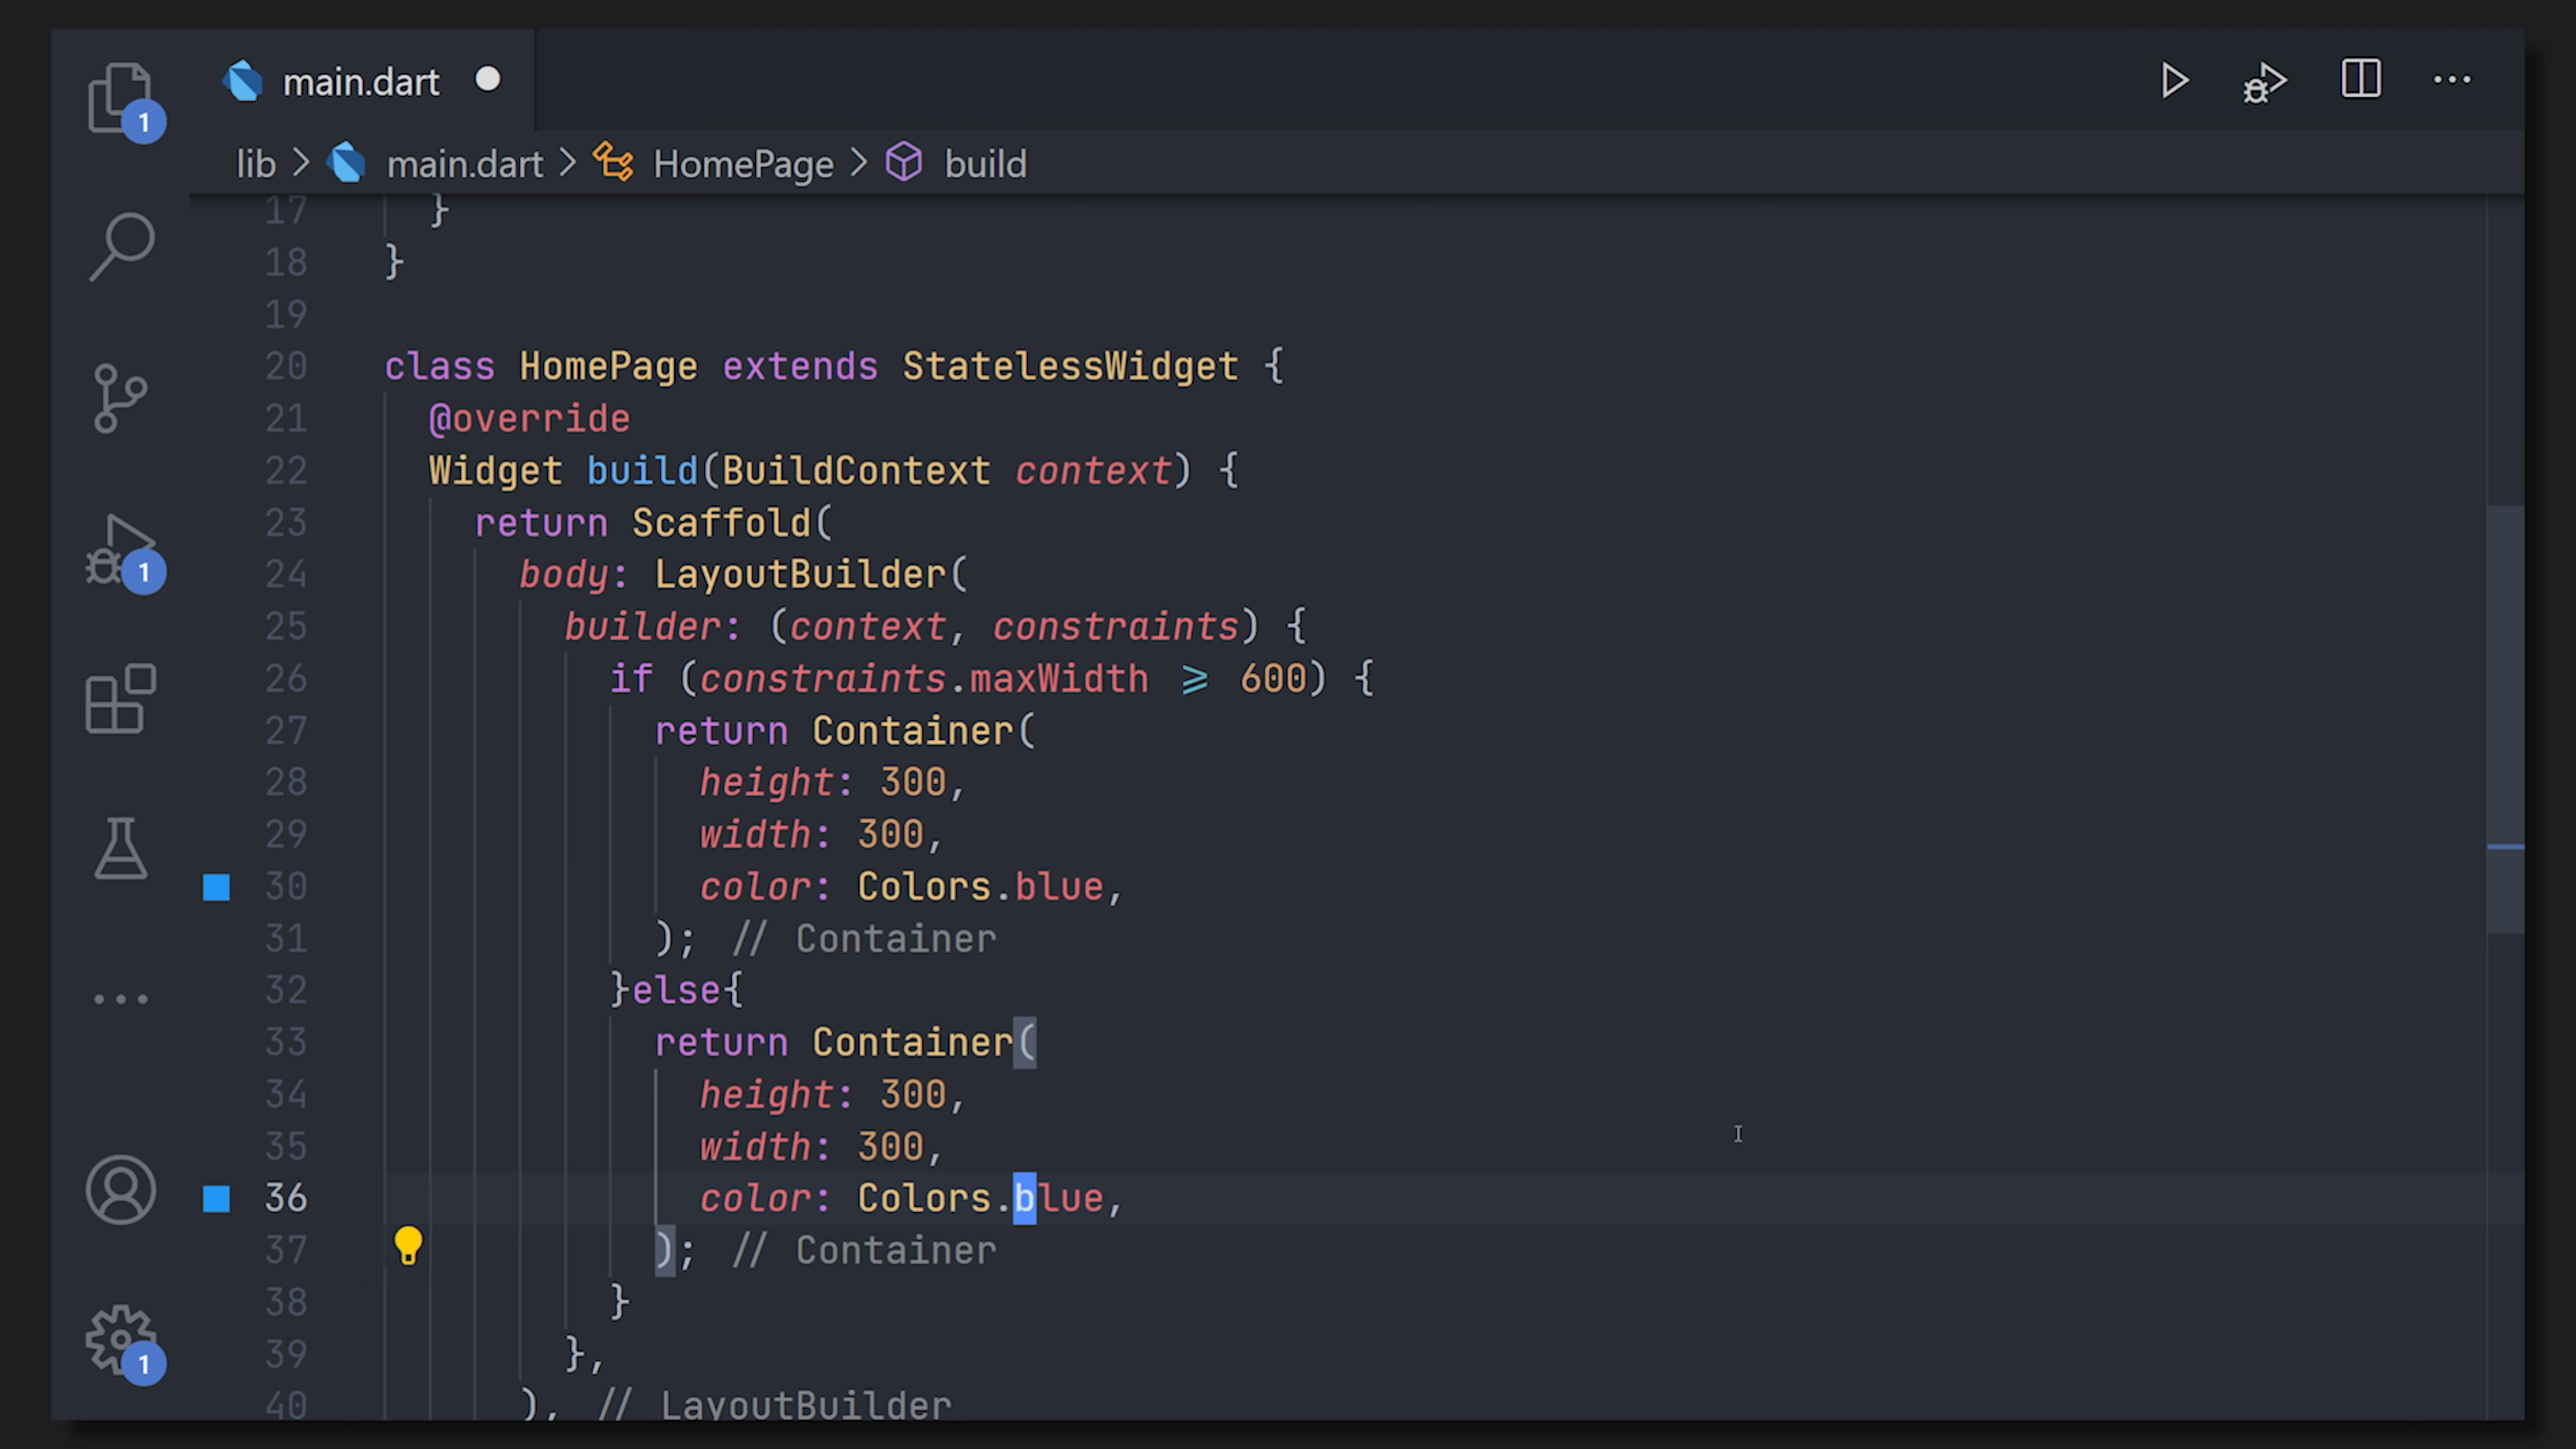 main.dart
lib > main.dart > HomePage > build
1
17 }
18 }
19
20 class HomePage extends StatelessWidget {
21 @override
22 Widget build(BuildContext context) {
23 return Scaffold(
24 body: LayoutBuilder(
25 builder: (context, constraints) {
26 if (constraints.maxWidth >= 600) {
27 return Container(
28 height: 300,
29 width: 300,
30 color: Colors.blue,
31 ); // Container
32 }else{
33 return Container(
34 height: 300,
35 width: 300,
36 color: Colors.blue,
37 ); // Container
38 }
39 },
40 ), // LayoutBuilder
1
1